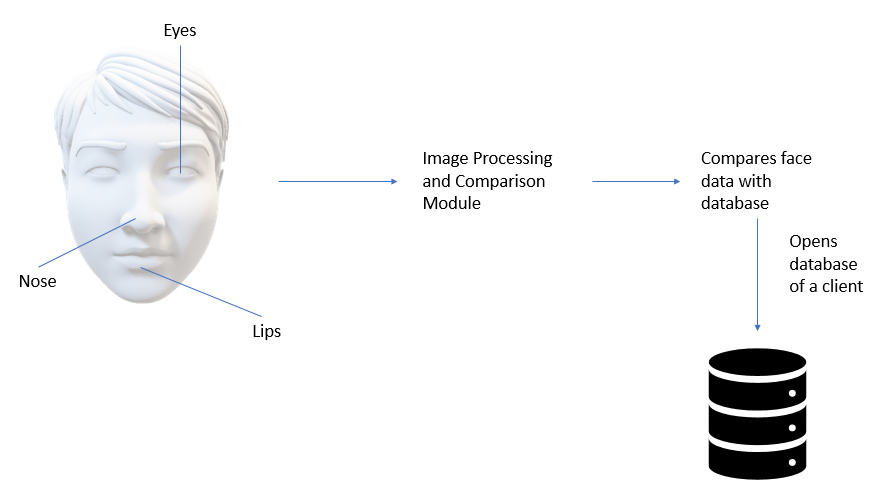 Eyes
Nose
Lips
Image Processing
and Comparison
Module
Compares face
data with
database
Opens
database
of a client